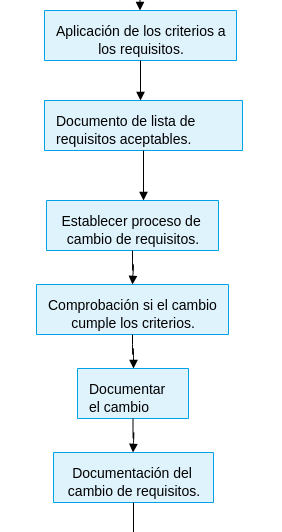 Aplicación de los criterios a
los requisitos.
Documento de lista de
requisitos aceptables.
Establecer proceso de
cambio de requisitos.
Comprobación si el cambio
cumple los criterios.
Documentar
el cambio
Documentación del
cambio de requisitos.